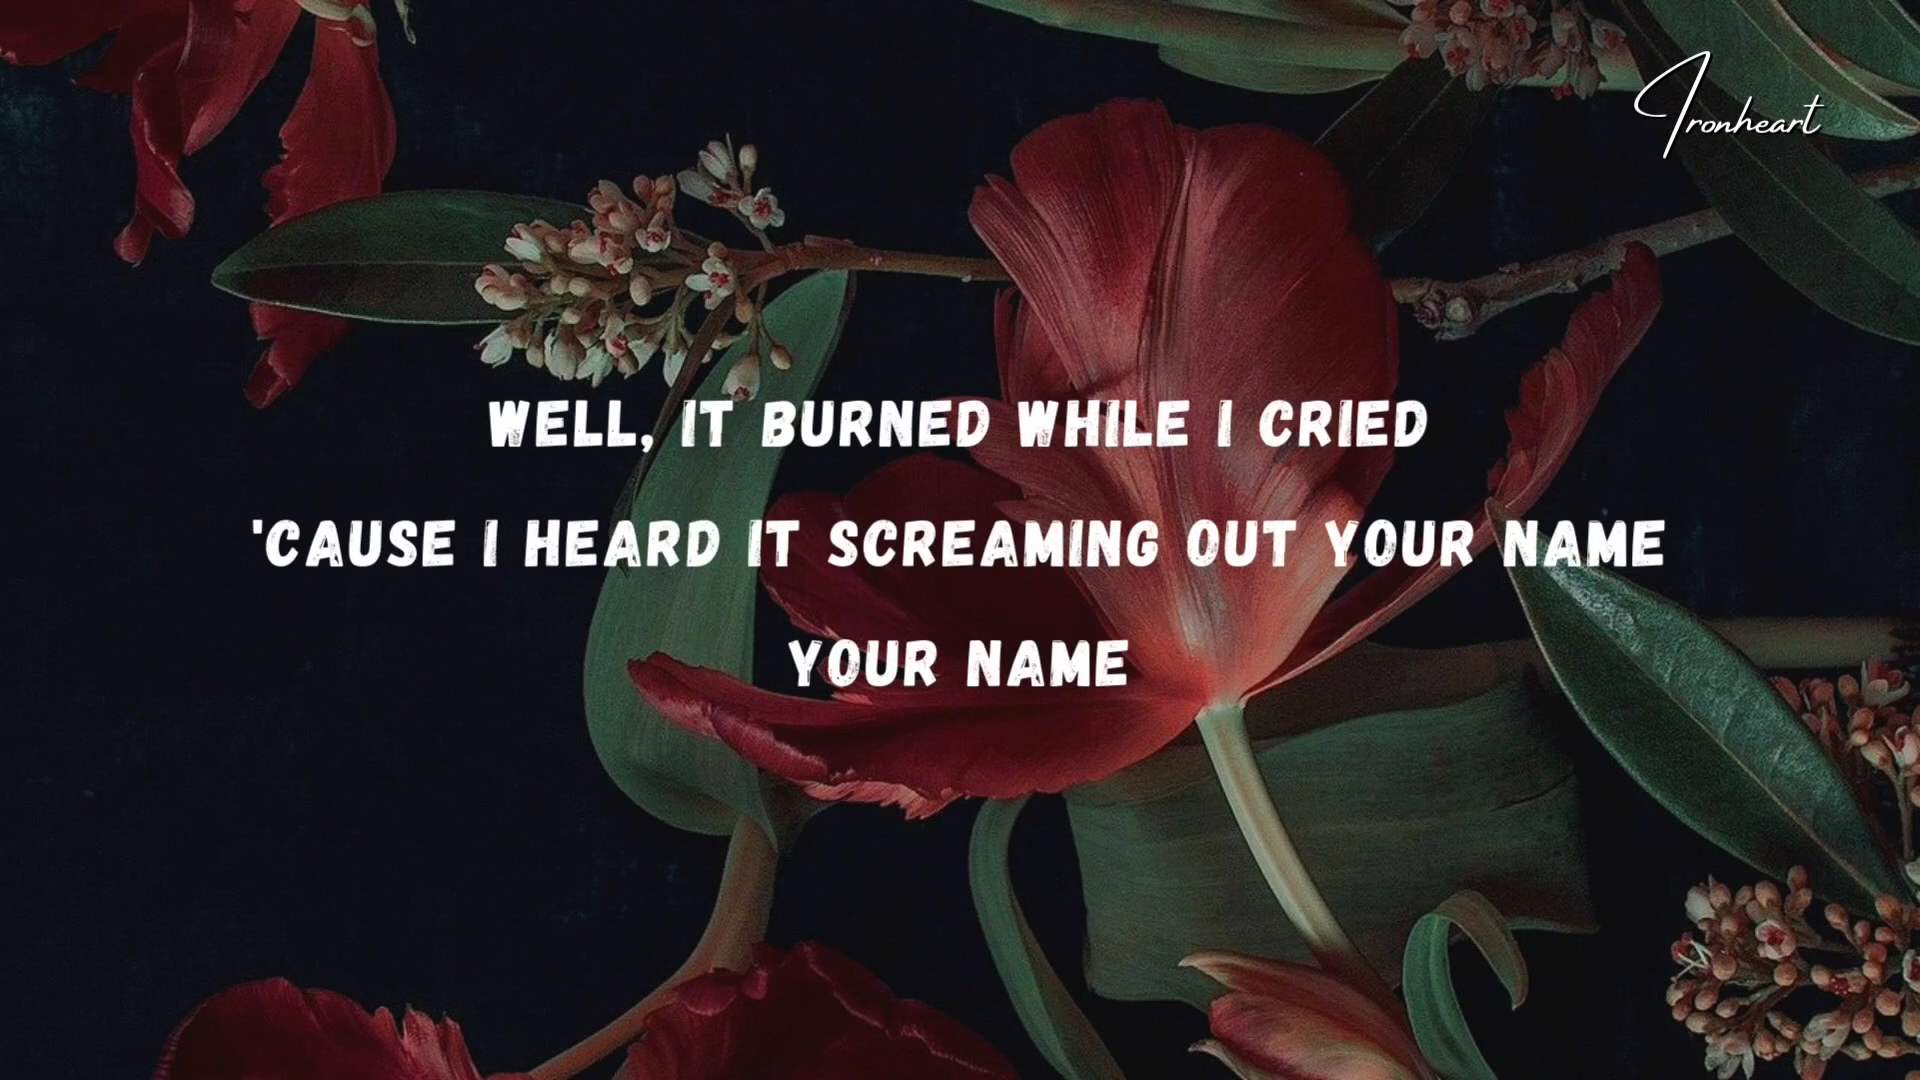 Ironheart
WELL, IT BURNED WHILE I CRIED
'CAUSE I HEARD IT SCREAMING OUT YOUR NAME
YOUR NAME